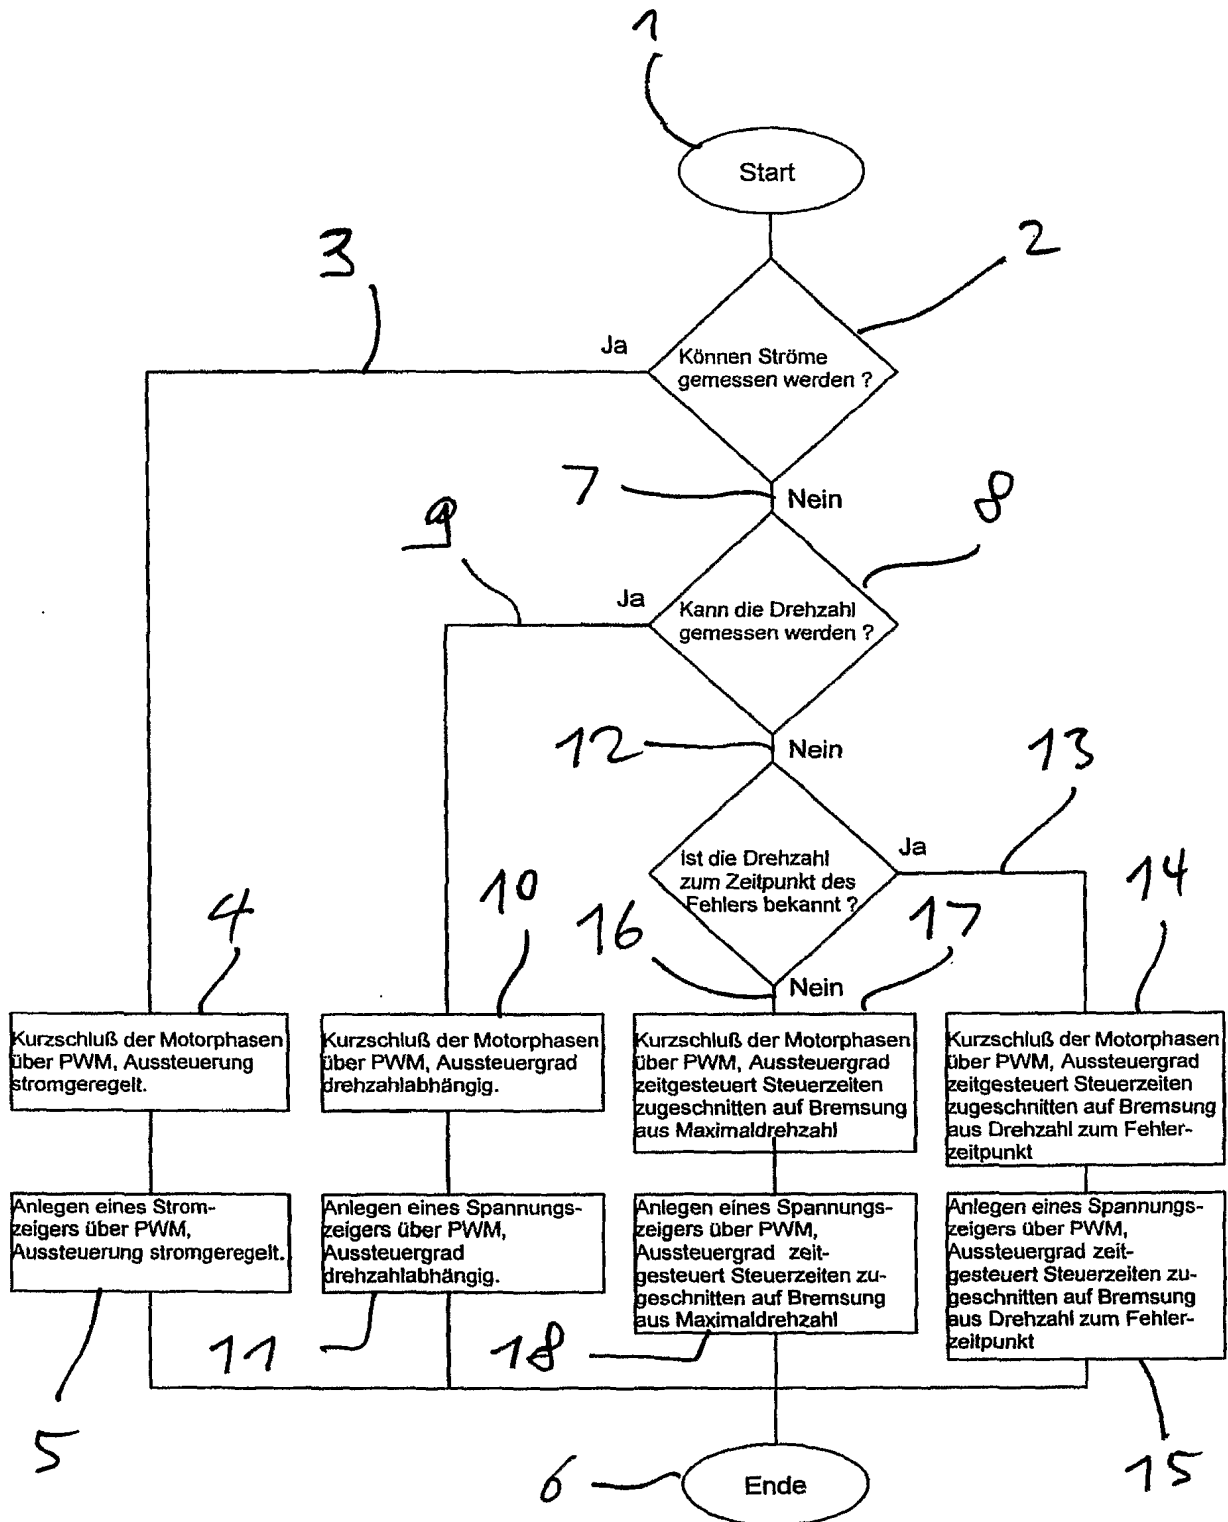 1
Start
3
2
Ja
Können Ströme
gemessen werden ?
7
Nein
9
8
Ja
Kann die Drehzahl
gemessen werden ?
12
Nein
13
Ist die Drehzahl
zum Zeitpunkt des
Fehlers bekannt ?
Ja
4
10
16
17
14
Nein
Kurzschluß der Motorphasen
über PWM, Aussteuerung
stromgeregelt.
Kurzschluß der Motorphasen
über PWM, Aussteuergrad
drehzahlabhängig.
Kurzschluß der Motorphasen
über PWM, Aussteuergrad
zeitgesteuert Steuerzeiten
zugeschnitten auf Bremsung
aus Maximaldrehzahl
Kurzschluß der Motorphasen
über PWM, Aussteuergrad
zeitgesteuert Steuerzeiten
zugeschnitten auf Bremsung
aus Drehzahl zum Fehler-
zeitpunkt
Anlegen eines Strom-
zeigers über PWM,
Aussteuerung stromgeregelt.
Anlegen eines Spannungs-
zeigers über PWM,
Aussteuergrad
drehzahlabhängig.
Anlegen eines Spannungs-
zeigers über PWM,
Aussteuergrad zeit-
gesteuert Steuerzeiten zu-
geschnitten auf Bremsung
aus Maximaldrehzahl
Anlegen eines Spannungs-
zeigers über PWM,
Aussteuergrad zeit-
gesteuert Steuerzeiten zu-
geschnitten auf Bremsung
aus Drehzahl zum Fehler-
zeitpunkt
11
18
5
6
Ende
15